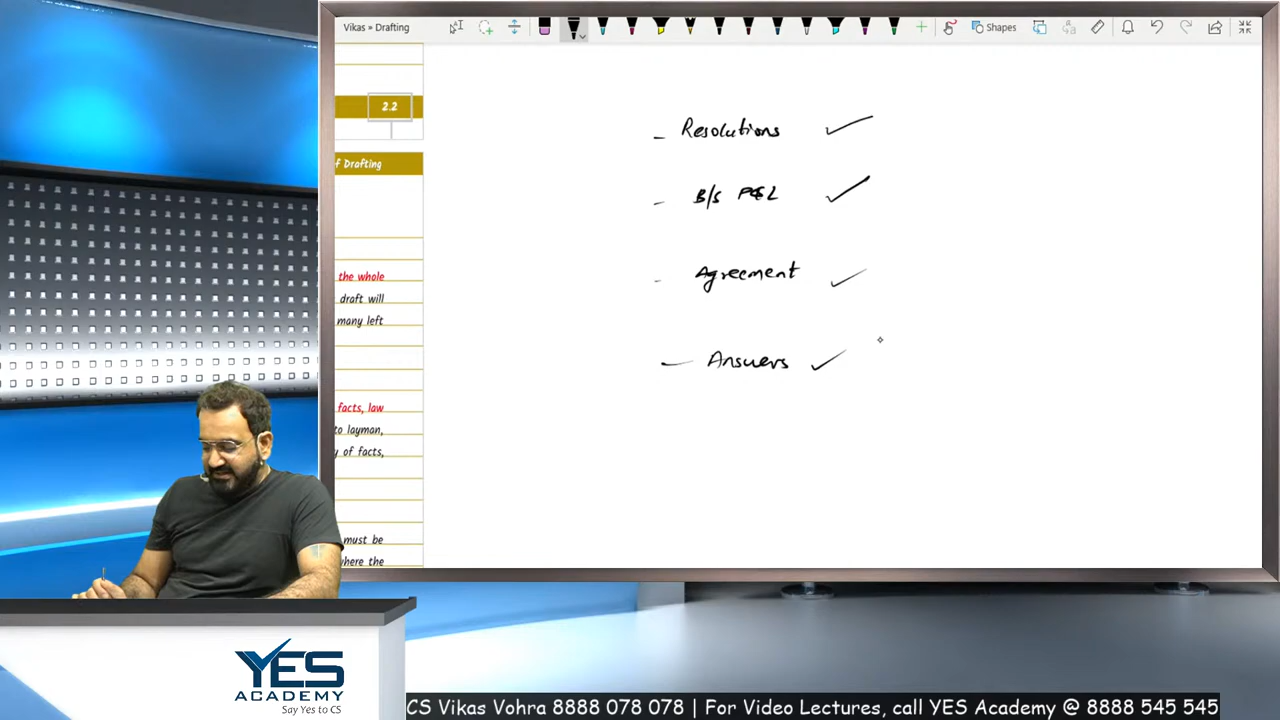 Vikas » Drafting
Shapes
2.2
f Drafting
the whole
draft will
many left
facts, law
to layman,
y of facts,
must be
where the
- Resolutions ✓
- B/S P&L ✓
- Agreement ✓
- Answers ✓
YES
ACADEMY
Say Yes to CS
CS Vikas Vohra 8888 078 078 | For Video Lectures, call YES Academy @ 8888 545 545